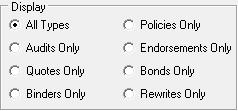 Display
All Types Policies Only
Audits Only Endorsements Only
Quotes Only Bonds Only
Binders Only Rewrites Only